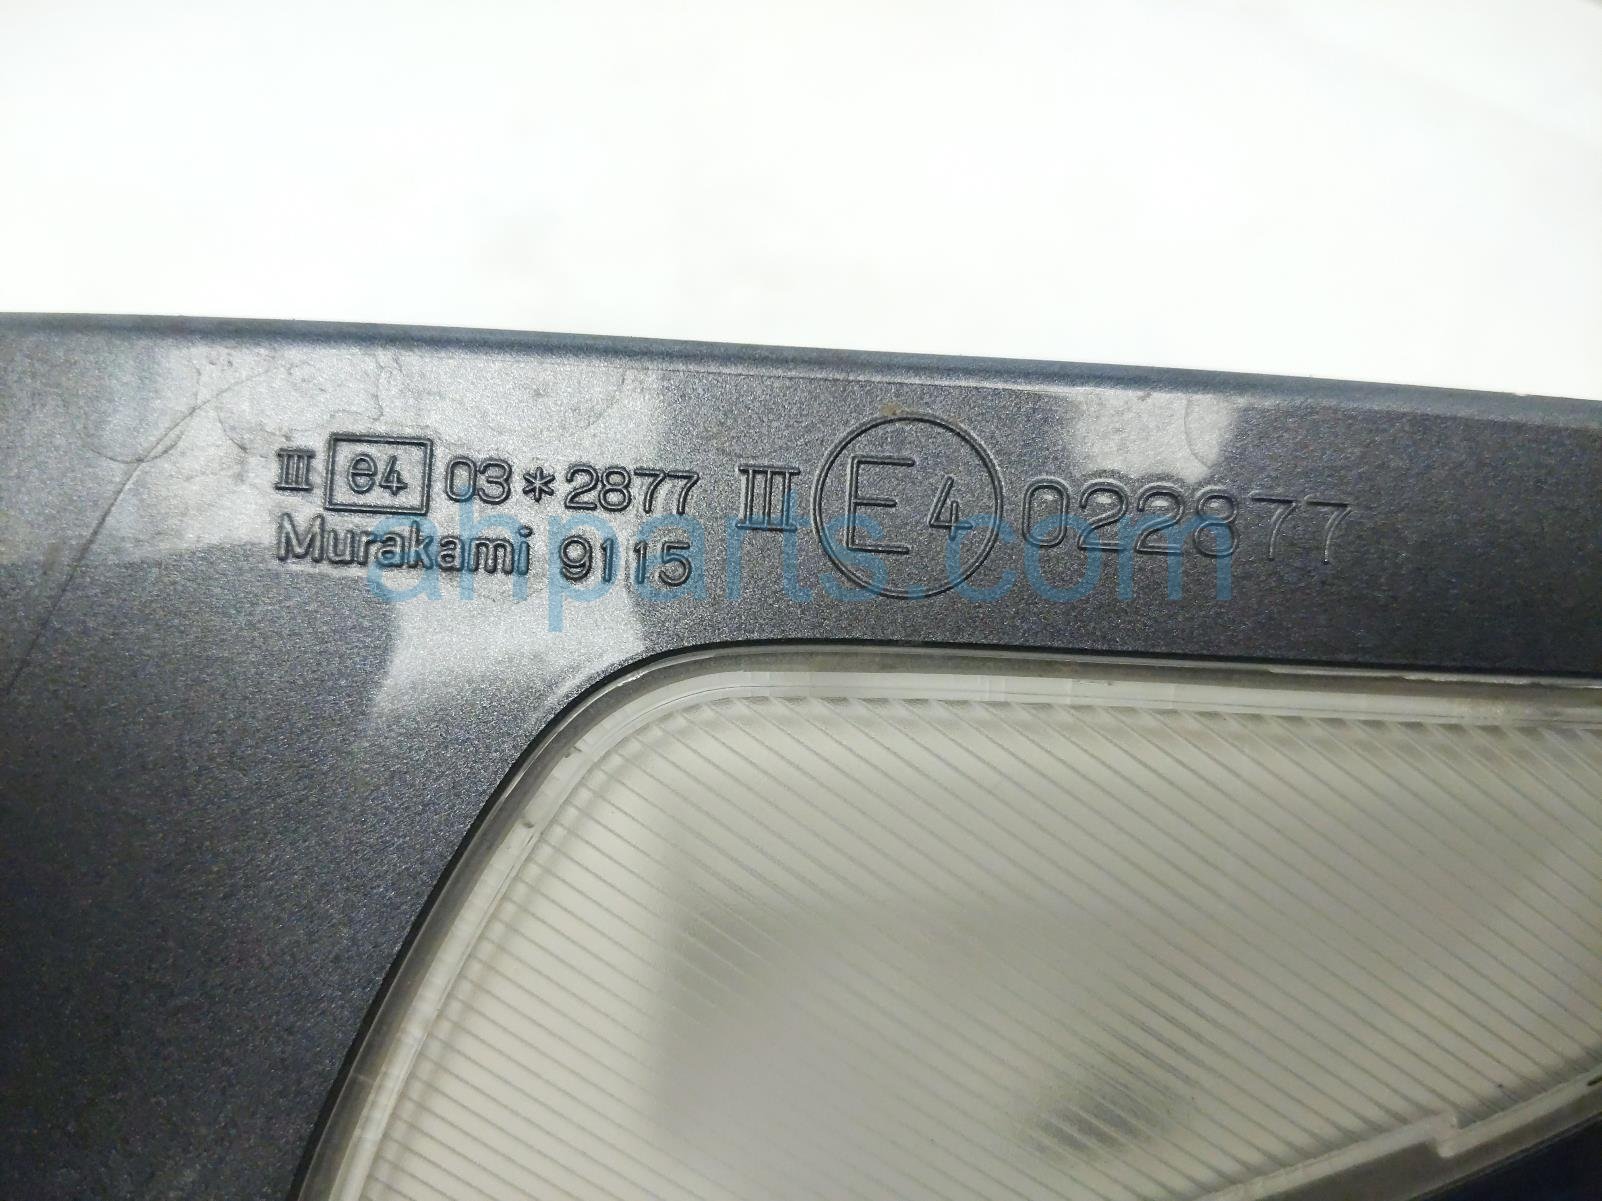 III e4 03*2877 III E4 022877
Murakami 9115
ahparts.com